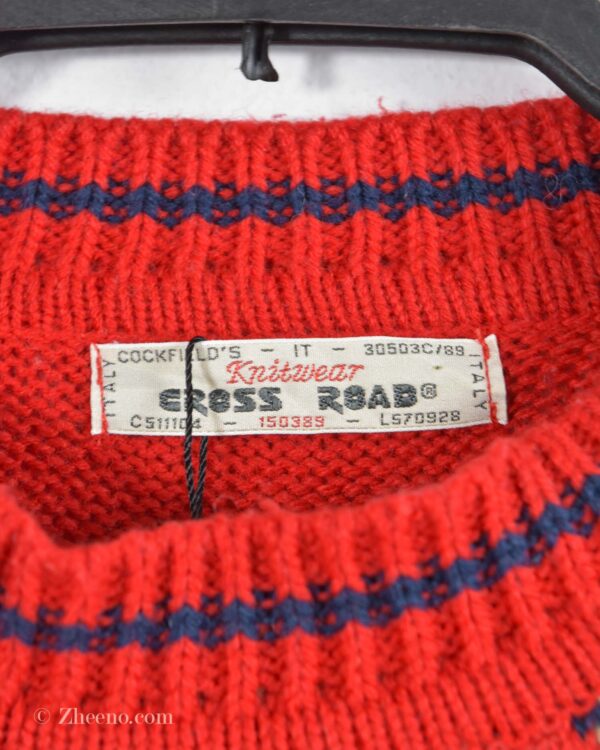 COCKFIELD'S - IT - 30503C/89
Knitwear
ITALY
CROSS ROAD®
ITALY
C511104 - 150389 - L570928
© Zheeno.com